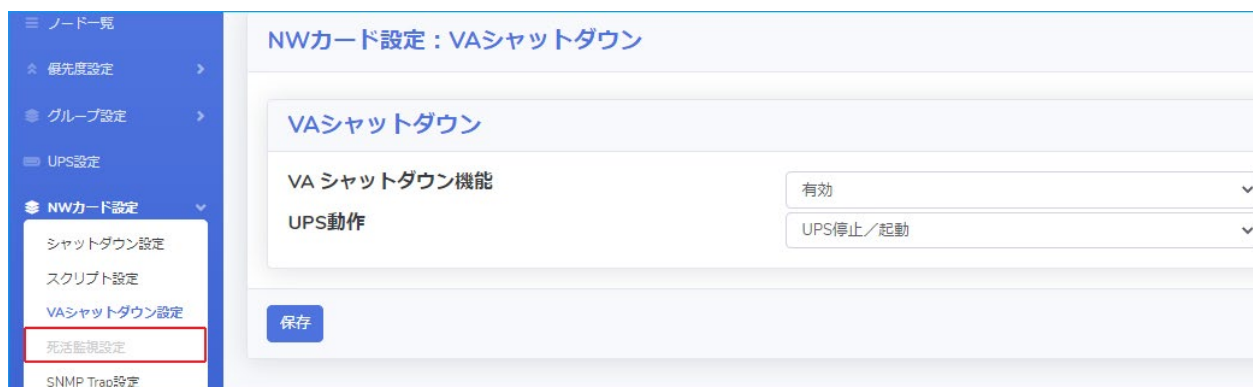 ノード一覧
優先度設定
グループ設定
UPS設定
NWカード設定
シャットダウン設定
スクリプト設定
VAシャットダウン設定
死活監視設定
SNMP Trap設定
NWカード設定：VAシャットダウン
VAシャットダウン
VA シャットダウン機能
有効
UPS動作
UPS停止／起動
保存